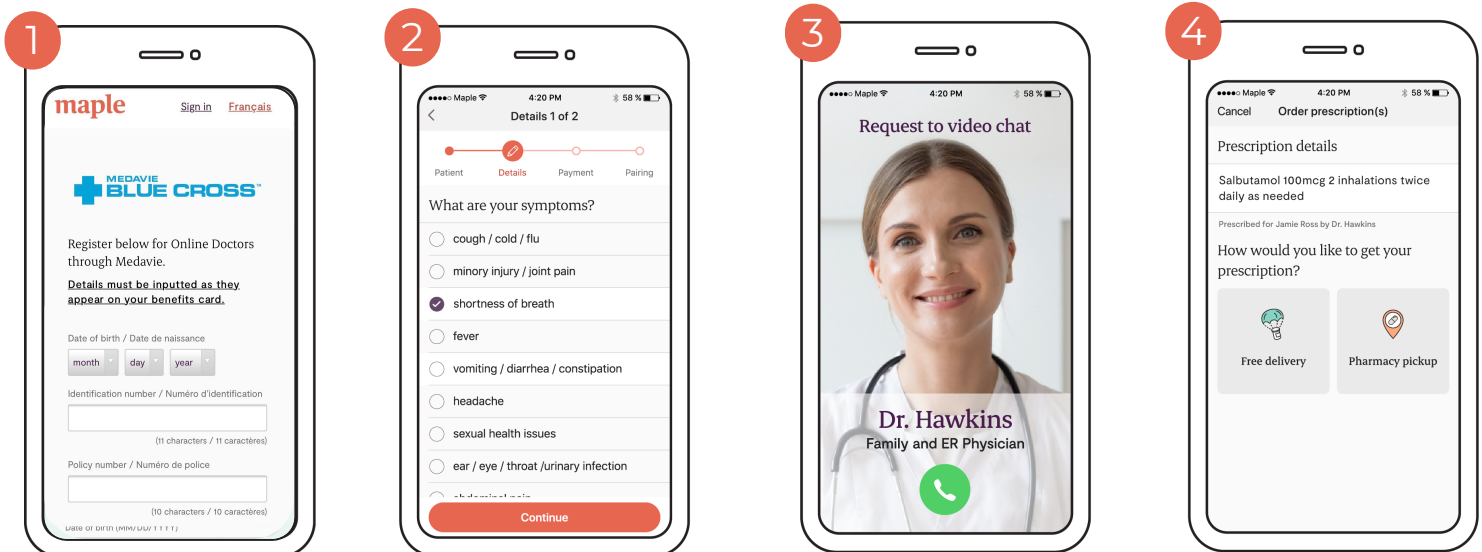 1
maple
Sign in Français
MEDAVIE
BLUE CROSS™
Register below for Online Doctors
through Medavie.
Details must be inputted as they
appear on your benefits card.
Date of birth / Date de naissance
month day year
Identification number / Numéro d'identification
(11 characters / 11 caractères)
Policy number / Numéro de police
(10 characters / 10 caractères)
Date of birth (MM/DD/YYYY)
2
Maple 4:20 PM 58 %
Details 1 of 2
Patient Details Payment Pairing
What are your symptoms?
cough / cold / flu
minory injury / joint pain
shortness of breath
fever
vomiting / diarrhea / constipation
headache
sexual health issues
ear / eye / throat /urinary infection
abdominal pain
Continue
3
Maple 4:20 PM 58 %
Request to video chat
Dr. Hawkins
Family and ER Physician
4
Maple 4:20 PM 58 %
Cancel Order prescription(s)
Prescription details
Salbutamol 100mcg 2 inhalations twice
daily as needed
Prescribed for Jamie Ross by Dr. Hawkins
How would you like to get your
prescription?
Free delivery Pharmacy pickup